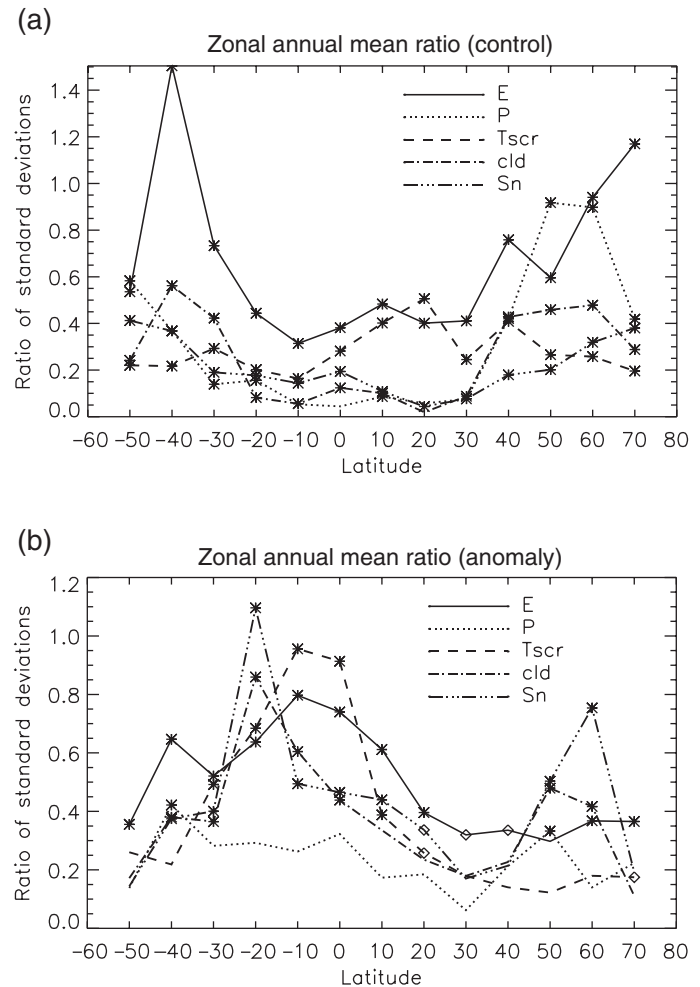 (a)
Zonal annual mean ratio (control)
Ratio of standard deviations
1.4
1.2
1.0
0.8
0.6
0.4
0.2
0.0
E
P
Tscr
cld
Sn
-60 -50 -40 -30 -20 -10 0 10 20 30 40 50 60 70 80
Latitude
(b)
Zonal annual mean ratio (anomaly)
Ratio of standard deviations
1.2
1.0
0.8
0.6
0.4
0.2
0.0
E
P
Tscr
cld
Sn
-60 -50 -40 -30 -20 -10 0 10 20 30 40 50 60 70 80
Latitude